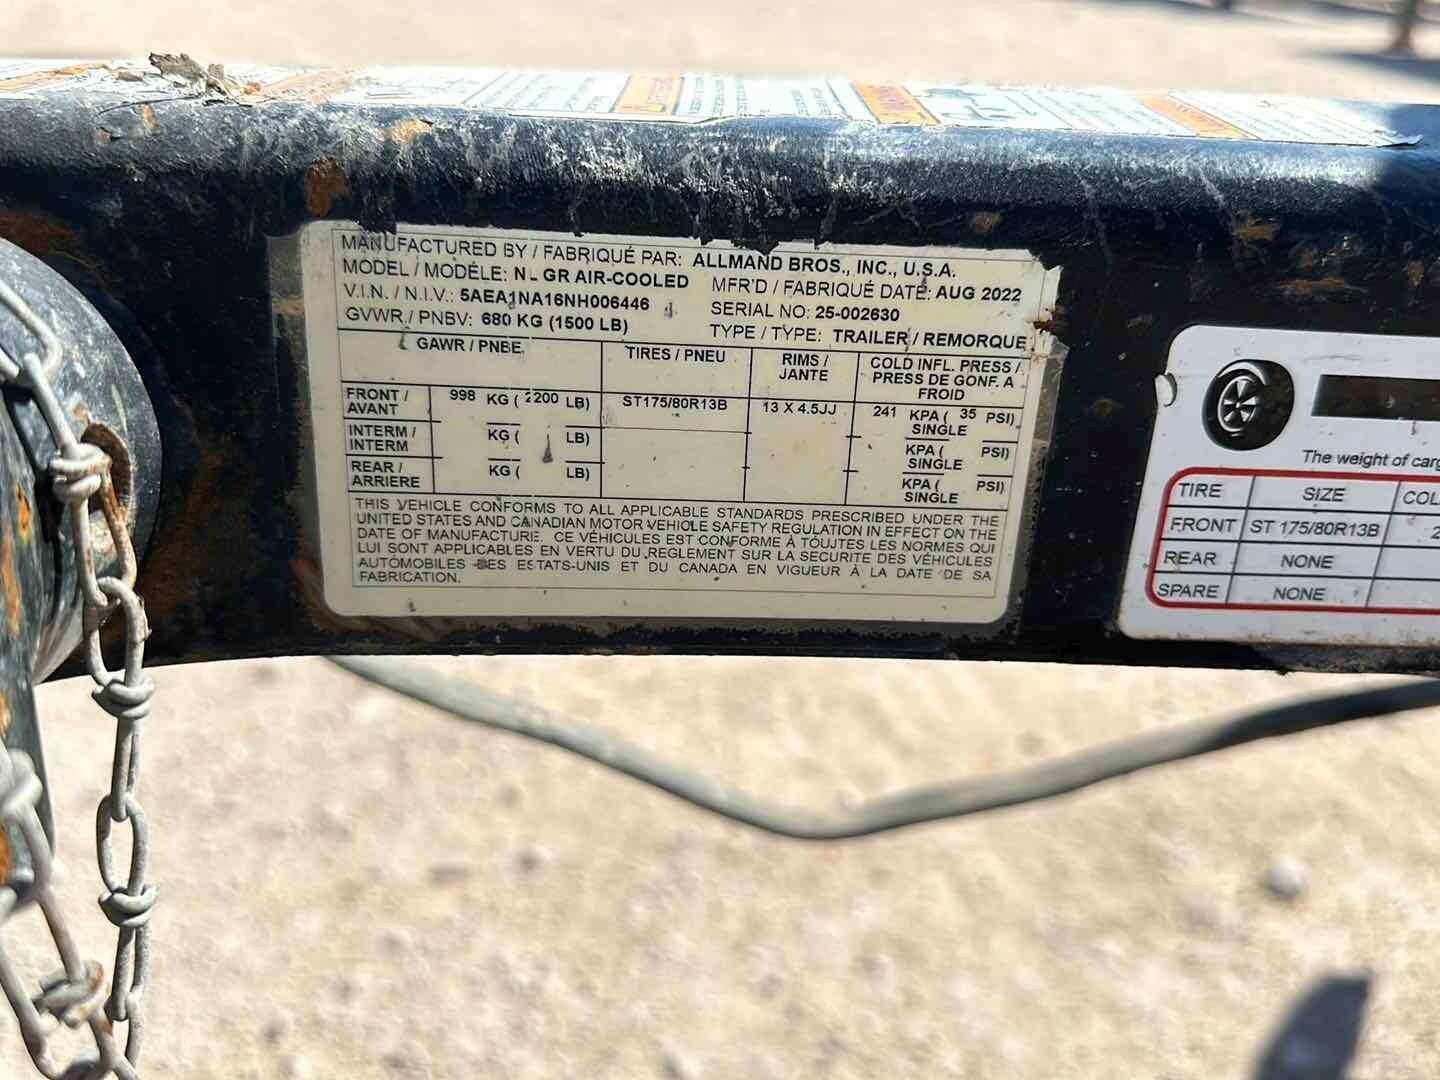 MANUFACTURED BY / FABRIQUÉ PAR: ALLMAND BROS., INC., U.S.A.
MODEL / MODÉLE: GR AIR-COOLED MFR'D / FABRIQUÉ DATE: AUG 2022
V.I.N. / N.I.V.: 5AEA1NA16NH006446 SERIAL NO: 25-002630
GVWR / PNBV: 680 KG (1500 LB) TYPE / TYPE: TRAILER / REMORQUE
GAWR / PNBE TIRES / PNEU RIMS / JANTE COLD INFL. PRESS / PRESS DE GONF. A FROID
FRONT / AVANT 998 KG ( 2200 LB) ST175/80R13B 13 X 4.5JJ 241 KPA ( 35 PSI) SINGLE
INTERM / INTERM KG ( LB) KPA ( PSI) SINGLE
REAR / ARRIERE KG ( LB) KPA ( PSI) SINGLE
THIS VEHICLE CONFORMS TO ALL APPLICABLE STANDARDS PRESCRIBED UNDER THE
UNITED STATES AND CANADIAN MOTOR VEHICLE SAFETY REGULATION IN EFFECT ON THE
DATE OF MANUFACTURE. CE VÉHICULES EST CONFORME À TOUTES LES NORMES QUI
LUI SONT APPLICABLES EN VERTU DU REGLEMENT SUR LA SECURITE DES VÉHICULES
AUTOMOBILES DES ESTATS-UNIS ET DU CANADA EN VIGUEUR À LA DATE DE SA
FABRICATION.
The weight of carg
TIRE SIZE COL
FRONT ST 175/80R13B 2
REAR NONE
SPARE NONE